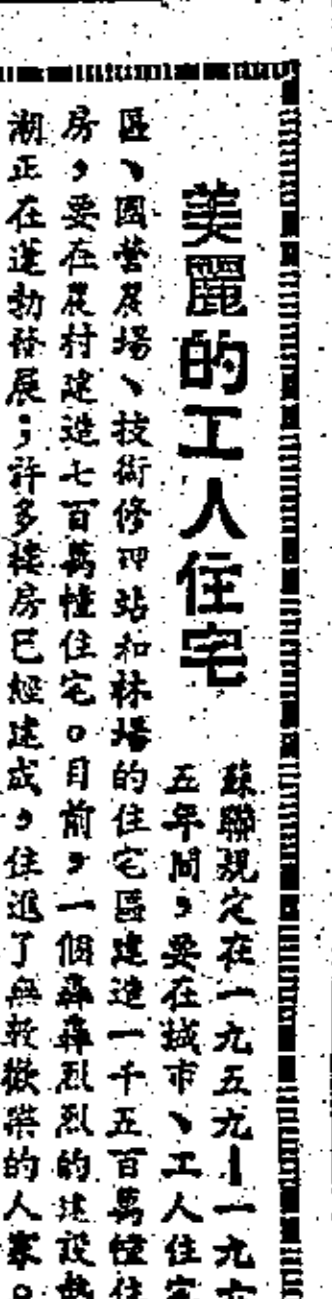 美麗的工人住宅
蘇聯規定在一九五九——一九六
五年間，要在城市、工人住宅
區、國營農場、技術修理站和林場的住宅區建造一千五百萬幢住
房，要在農村建造七百萬幢住宅。目前，一個轟轟烈烈的建設熱
潮正在蓬勃發展；許多樓房已經建成，住進了無數歡樂的人家。